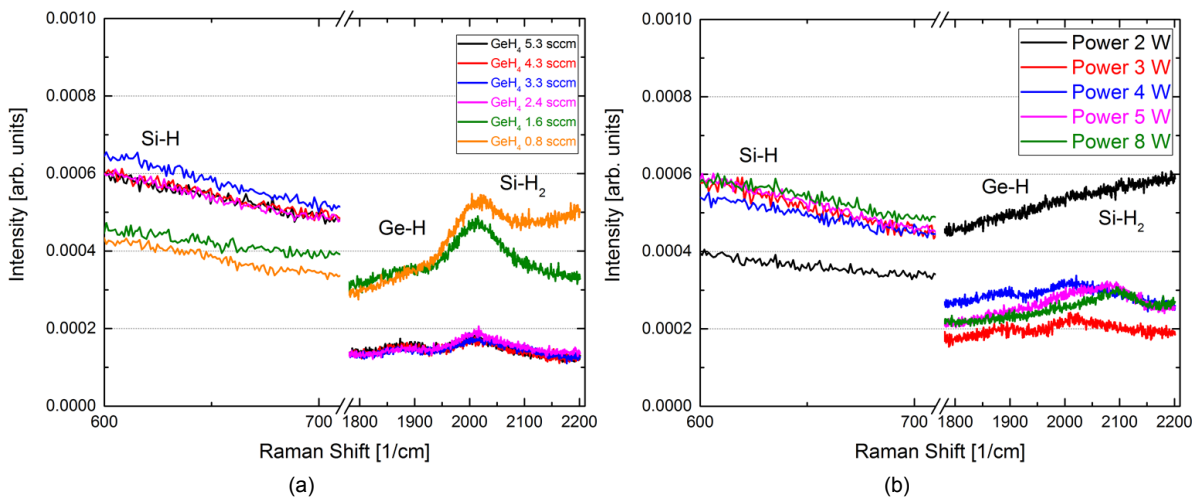 0.0010
0.0008
0.0006
0.0004
0.0002
0.0000
Intensity [arb. units]
600
700
1800
1900
2000
2100
2200
Raman Shift [1/cm]
Si-H
Ge-H
Si-H₂
GeH₄ 5.3 sccm
GeH₄ 4.3 sccm
GeH₄ 3.3 sccm
GeH₄ 2.4 sccm
GeH₄ 1.6 sccm
GeH₄ 0.8 sccm
(a)
0.0010
0.0008
0.0006
0.0004
0.0002
0.0000
Intensity [arb. units]
600
700
1800
1900
2000
2100
2200
Raman Shift [1/cm]
Si-H
Ge-H
Si-H₂
Power 2 W
Power 3 W
Power 4 W
Power 5 W
Power 8 W
(b)